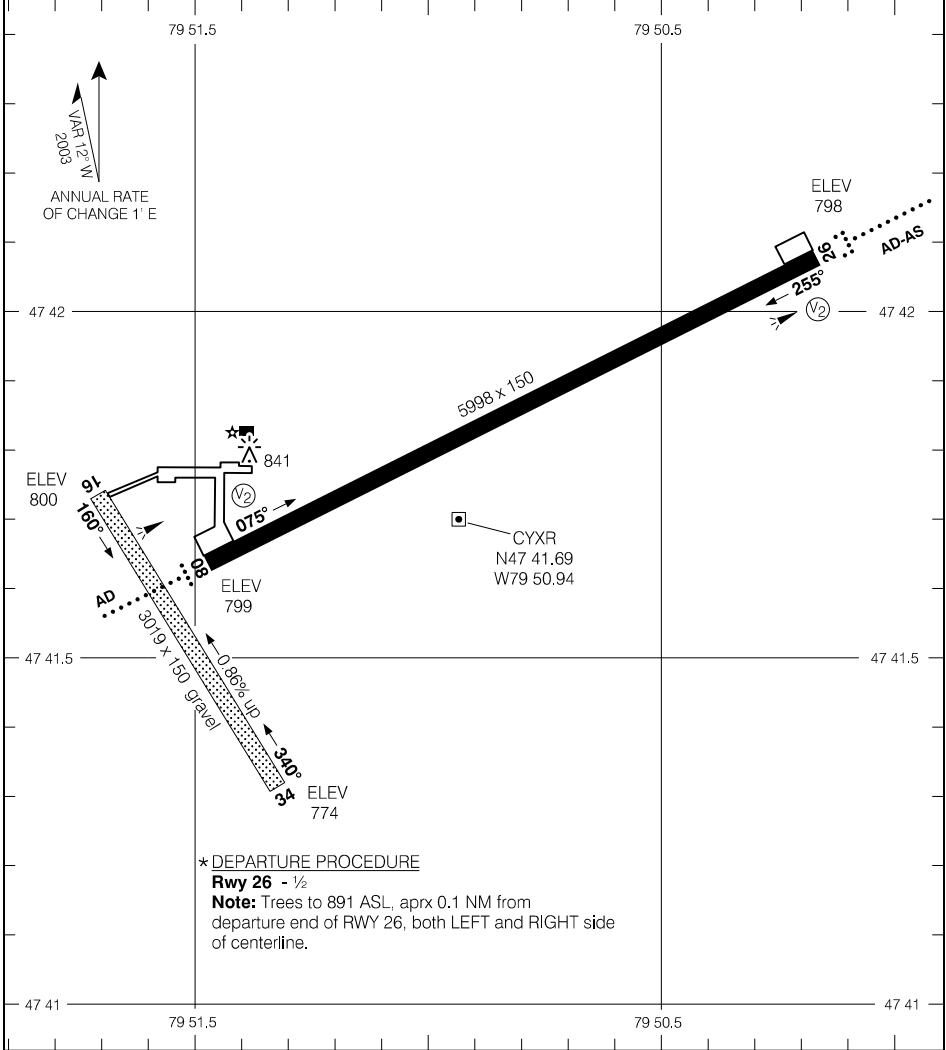 79 51.5
79 50.5
VAR 12° W
2003
ANNUAL RATE
OF CHANGE 1' E
ELEV
798
AD-AS
26
255°
V2
47 42
47 42
5998 x 150
841
ELEV
800
16
160°
V2
075°
CYXR
N47 41.69
W79 50.94
08
ELEV
799
AD
3019 x 150 gravel
0.86% up
47 41.5
47 41.5
340°
34
ELEV
774
* DEPARTURE PROCEDURE
Rwy 26 - ½
Note: Trees to 891 ASL, aprx 0.1 NM from
departure end of RWY 26, both LEFT and RIGHT side
of centerline.
47 41
47 41
79 51.5
79 50.5